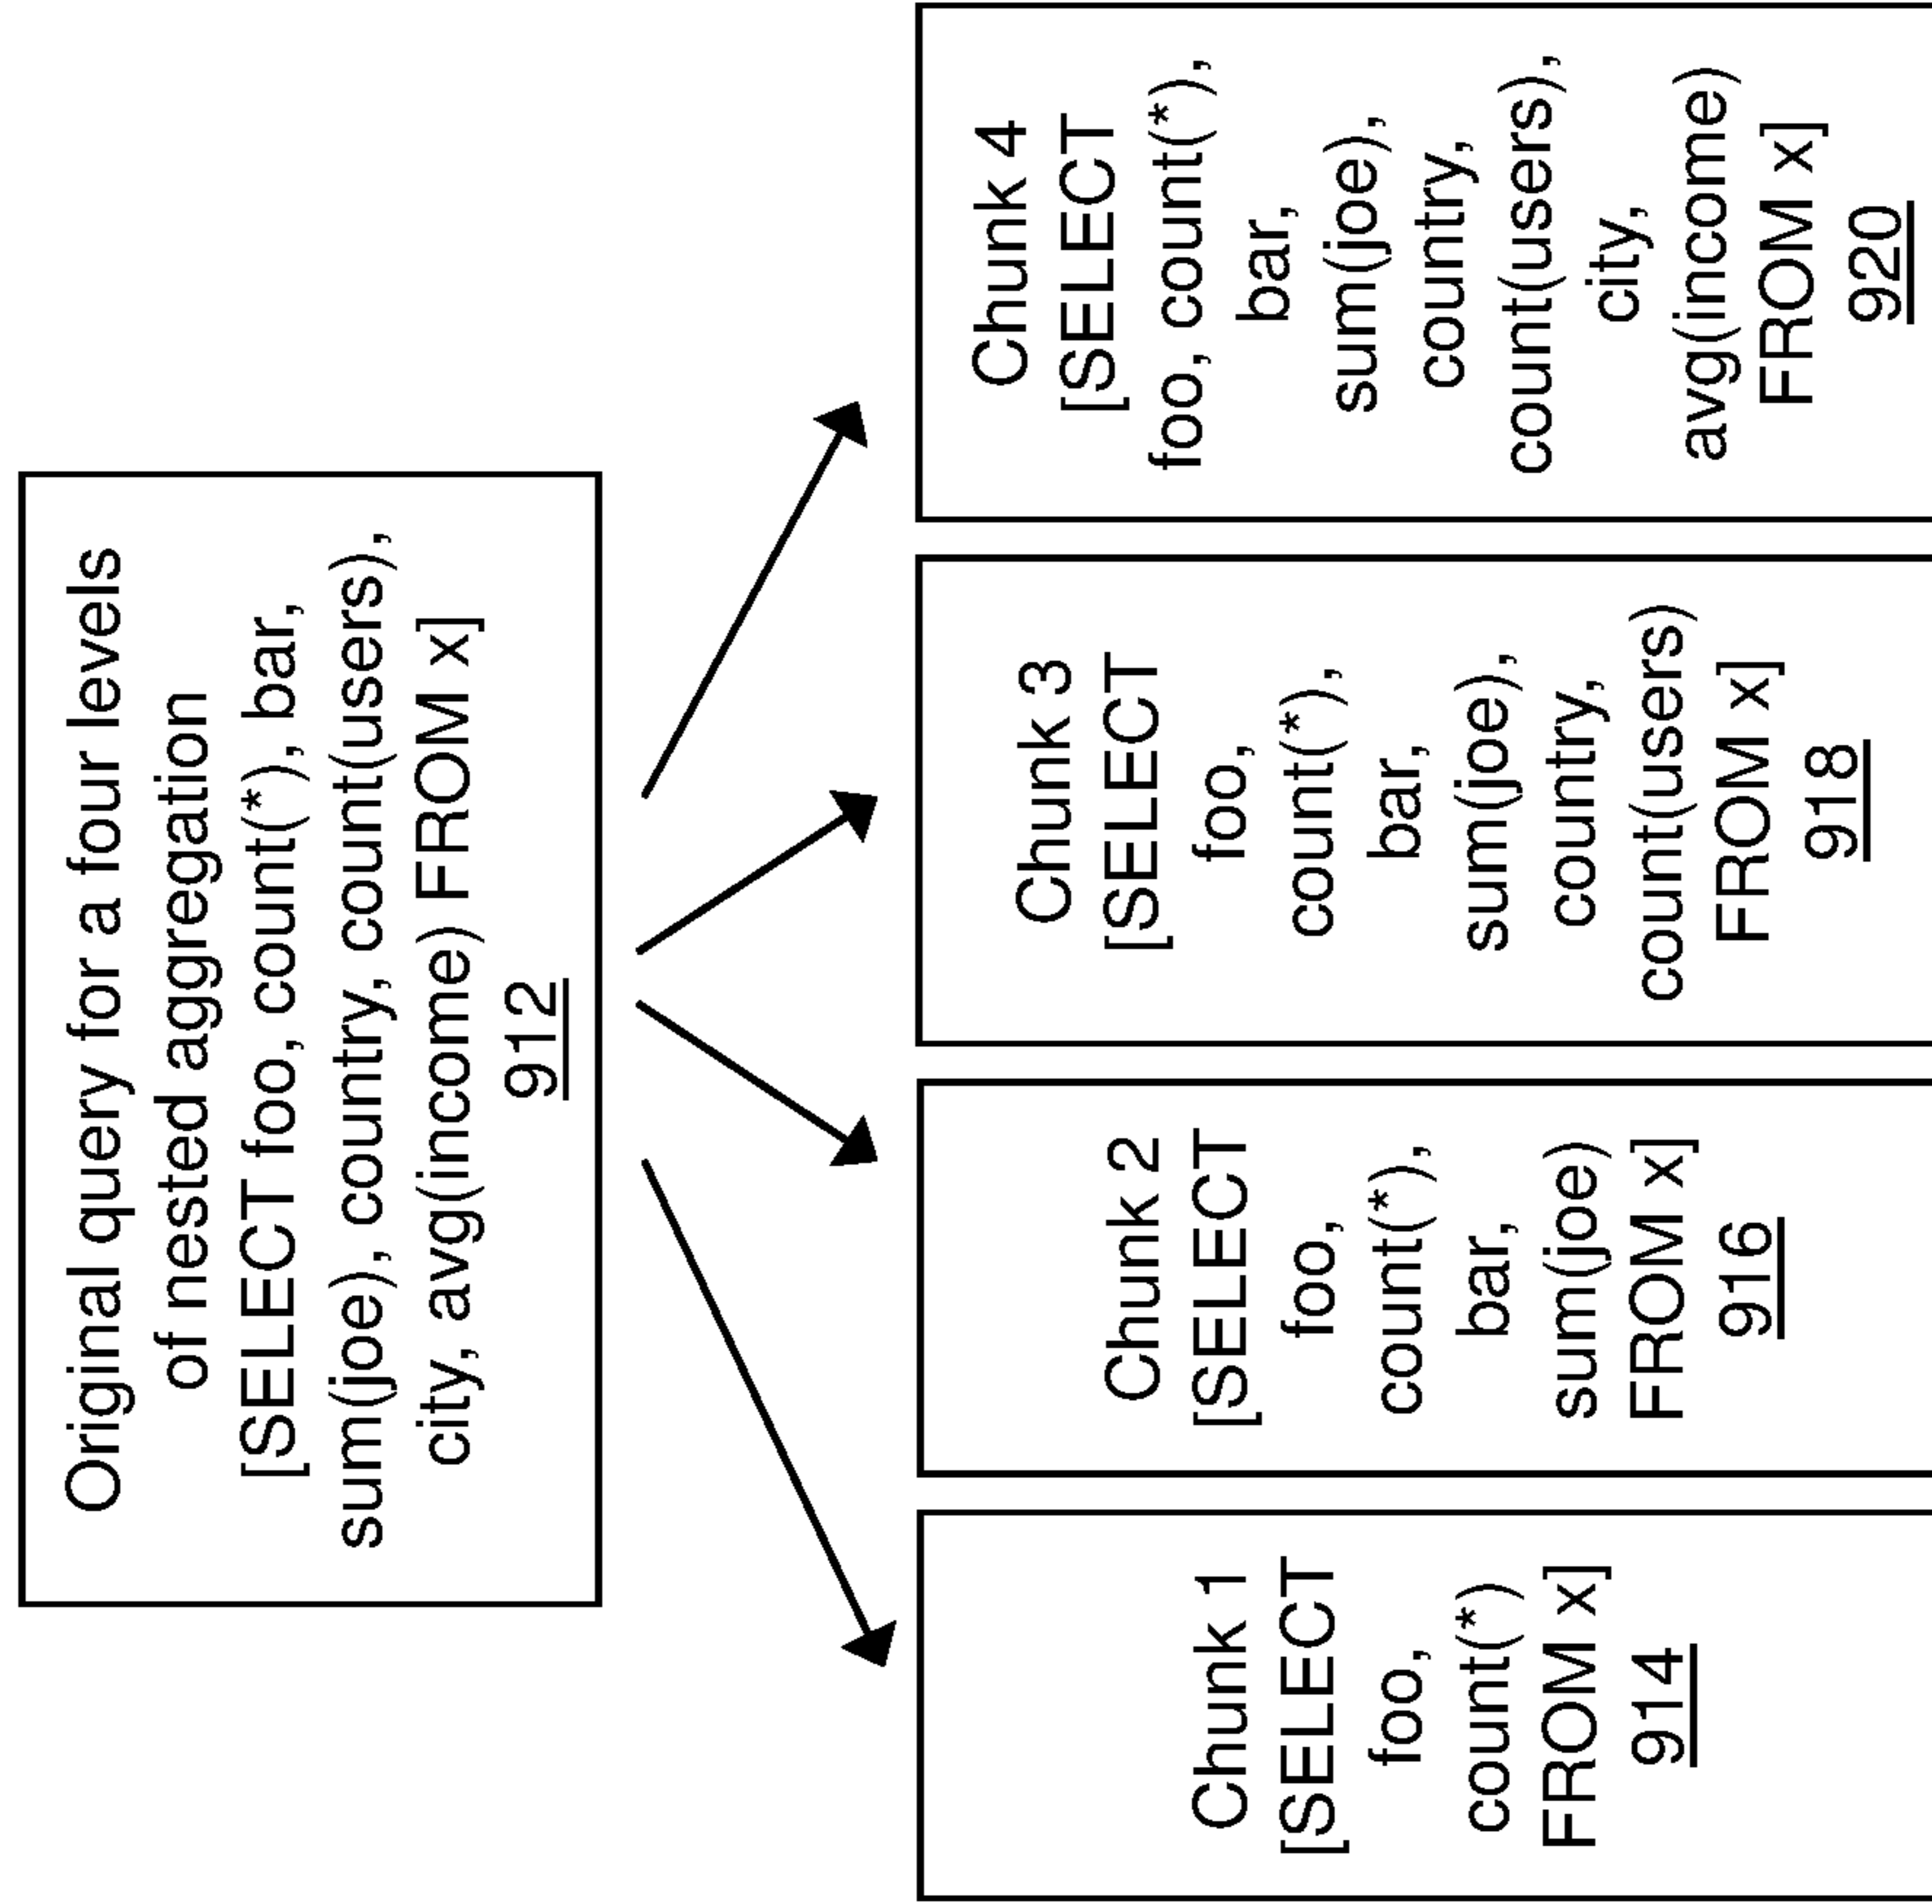 Original query for a four levels
of nested aggregation
[SELECT foo, count(*), bar,
sum(joe), country, count(users),
city, avg(income) FROM x]
912
Chunk 1
[SELECT
foo,
count(*)
FROM x]
914
Chunk 2
[SELECT
foo,
count(*),
bar,
sum(joe)
FROM x]
916
Chunk 3
[SELECT
foo,
count(*),
bar,
sum(joe),
country,
count(users)
FROM x]
918
Chunk 4
[SELECT
foo, count(*),
bar,
sum(joe),
country,
count(users),
city,
avg(income)
FROM x]
920